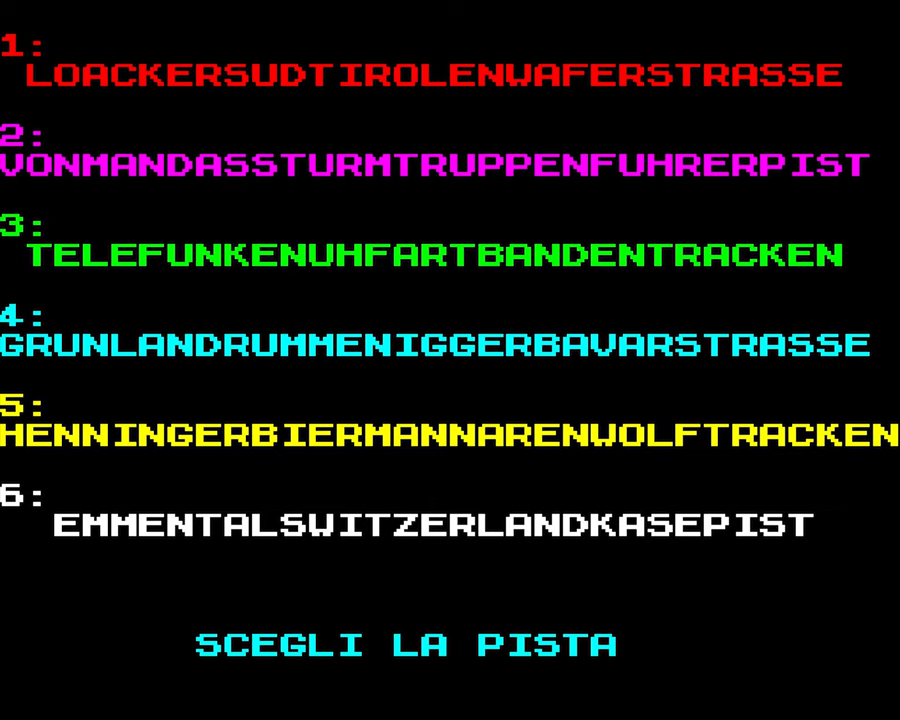 1:
LOACKERSUDTIROLENWAFERSTRASSE
2:
VONMANDASSTURMTRUPPENFUHRERPIST
3:
TELEFUNKENUHFARTBANDENTRACKEN
4:
GRUNLANDRUMMENIGGERBAVARSTRASSE
5:
HENNINGERBIERMANNARENWOLFTRACKEN
6:
EMMENTALSWITZERLANDKASEPIST
SCEGLI LA PISTA